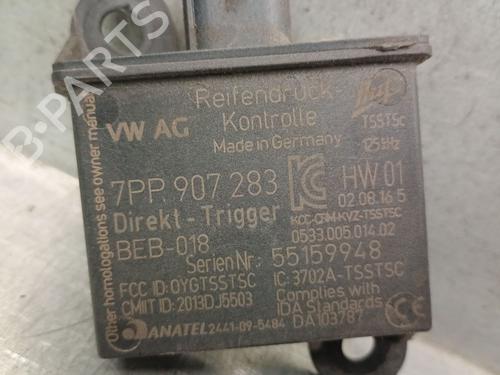 Other homologations see owner manual
VW AG
Reifendruck-
Kontrolle
Made in Germany
Huf
TSSTSc
125 kHz
7PP 907 283
Direkt - Trigger
BEB-018
HW 01
02.08.16 5
KCC-CRM-KVZ-TSSTSC
0533.005.014.02
Serien Nr.: 55159948
FCC ID: OYGTSSTSC
IC: 3702A-TSSTSC
CMIIT ID: 2013DJ5503
Complies with
IDA Standards
DA103787
ANATEL 2441-09-5484
B-PARTS